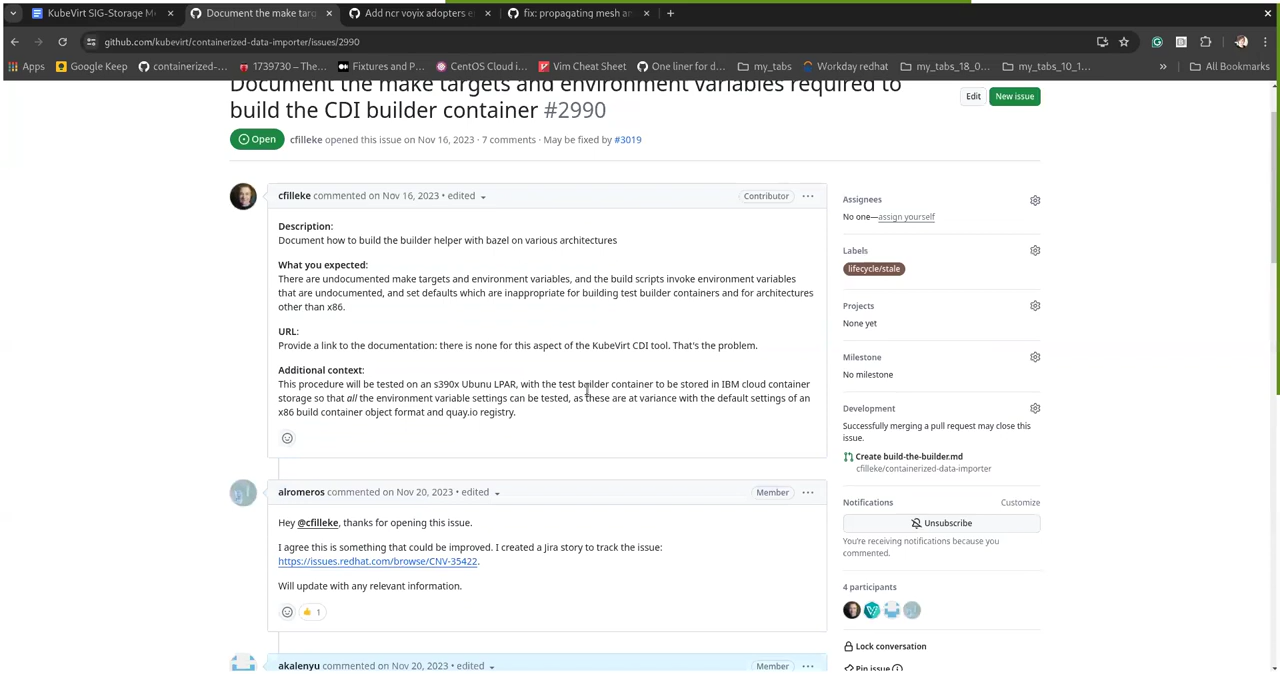 KubeVirt SIG-Storage M
Document the make targ
Add ncr voyix adopters e
fix: propagating mesh an
github.com/kubevirt/containerized-data-importer/issues/2990
Apps
Google Keep
containerized-...
1739730 – The...
Fixtures and P...
CentOS Cloud i...
Vim Cheat Sheet
One liner for d...
my_tabs
Workday redhat
my_tabs_18_0...
my_tabs_10_1...
All Bookmarks
Document the make targets and environment variables required to
build the CDI builder container #2990
Edit
New issue
Open
cfilleke opened this issue on Nov 16, 2023 · 7 comments · May be fixed by #3019
cfilleke commented on Nov 16, 2023 • edited
Contributor
Description:
Document how to build the builder helper with bazel on various architectures
What you expected:
There are undocumented make targets and environment variables, and the build scripts invoke environment variables
that are undocumented, and set defaults which are inappropriate for building test builder containers and for architectures
other than x86.
URL:
Provide a link to the documentation: there is none for this aspect of the KubeVirt CDI tool. That's the problem.
Additional context:
This procedure will be tested on an s390x Ubunu LPAR, with the test builder container to be stored in IBM cloud container
storage so that all the environment variable settings can be tested, as these are at variance with the default settings of an
x86 build container object format and quay.io registry.
alromeros commented on Nov 20, 2023 • edited
Member
Hey @cfilleke, thanks for opening this issue.
I agree this is something that could be improved. I created a Jira story to track the issue:
https://issues.redhat.com/browse/CNV-35422.
Will update with any relevant information.
1
akalenyu commented on Nov 20, 2023 • edited
Member
Assignees
No one—assign yourself
Labels
lifecycle/stale
Projects
None yet
Milestone
No milestone
Development
Successfully merging a pull request may close this
issue.
Create build-the-builder.md
cfilleke/containerized-data-importer
Notifications
Customize
Unsubscribe
You're receiving notifications because you
commented.
4 participants
Lock conversation
Pin issue